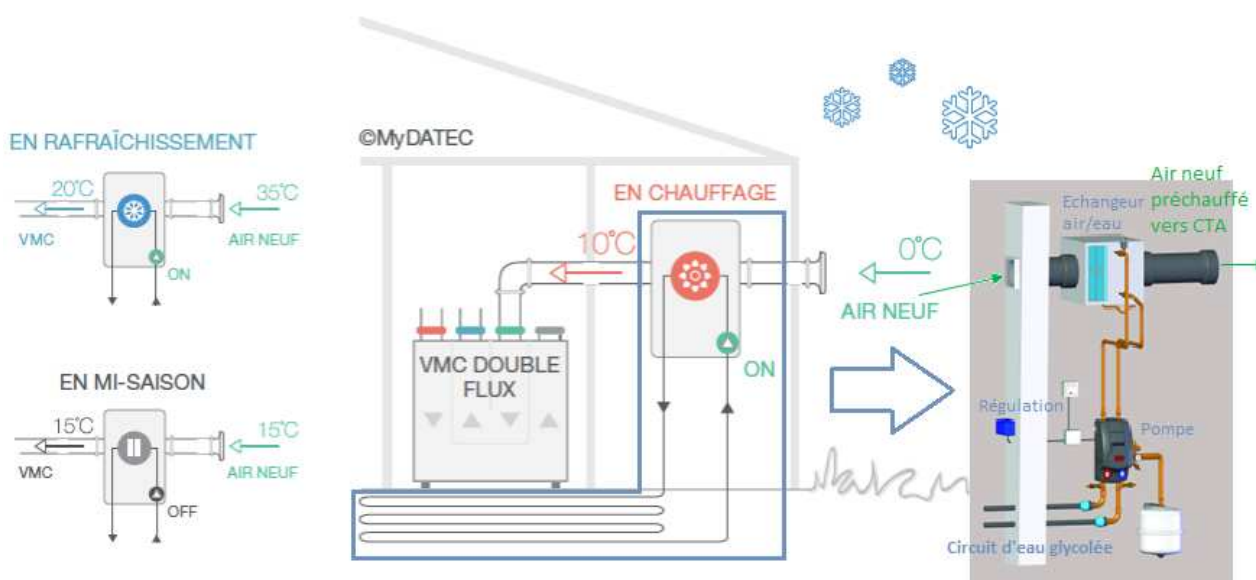 EN RAFRAÎCHISSEMENT
20°C
35°C
VMC
AIR NEUF
ON
EN MI-SAISON
15°C
15°C
VMC
AIR NEUF
OFF
©MyDATEC
EN CHAUFFAGE
10°C
0°C
AIR NEUF
ON
VMC DOUBLE
FLUX
Air neuf
préchauffé
vers CTA
Echangeur
air/eau
Régulation
Pompe
Circuit d'eau glycolée